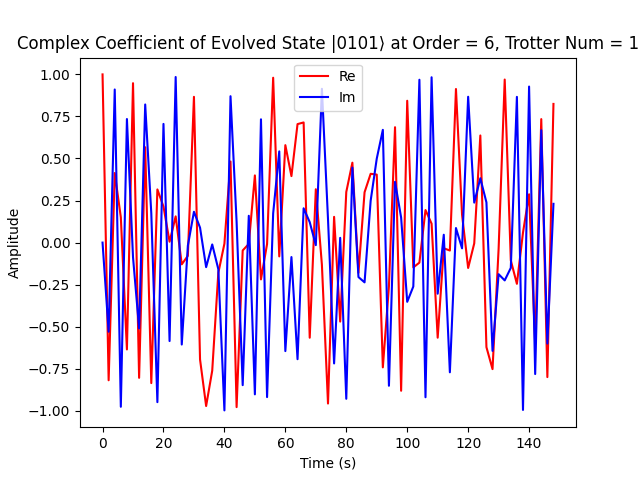 Complex Coefficient of Evolved State |0101⟩ at Order = 6, Trotter Num = 1
Re
Im
1.00
0.75
0.50
0.25
0.00
−0.25
−0.50
−0.75
−1.00
Amplitude
0 20 40 60 80 100 120 140
Time (s)